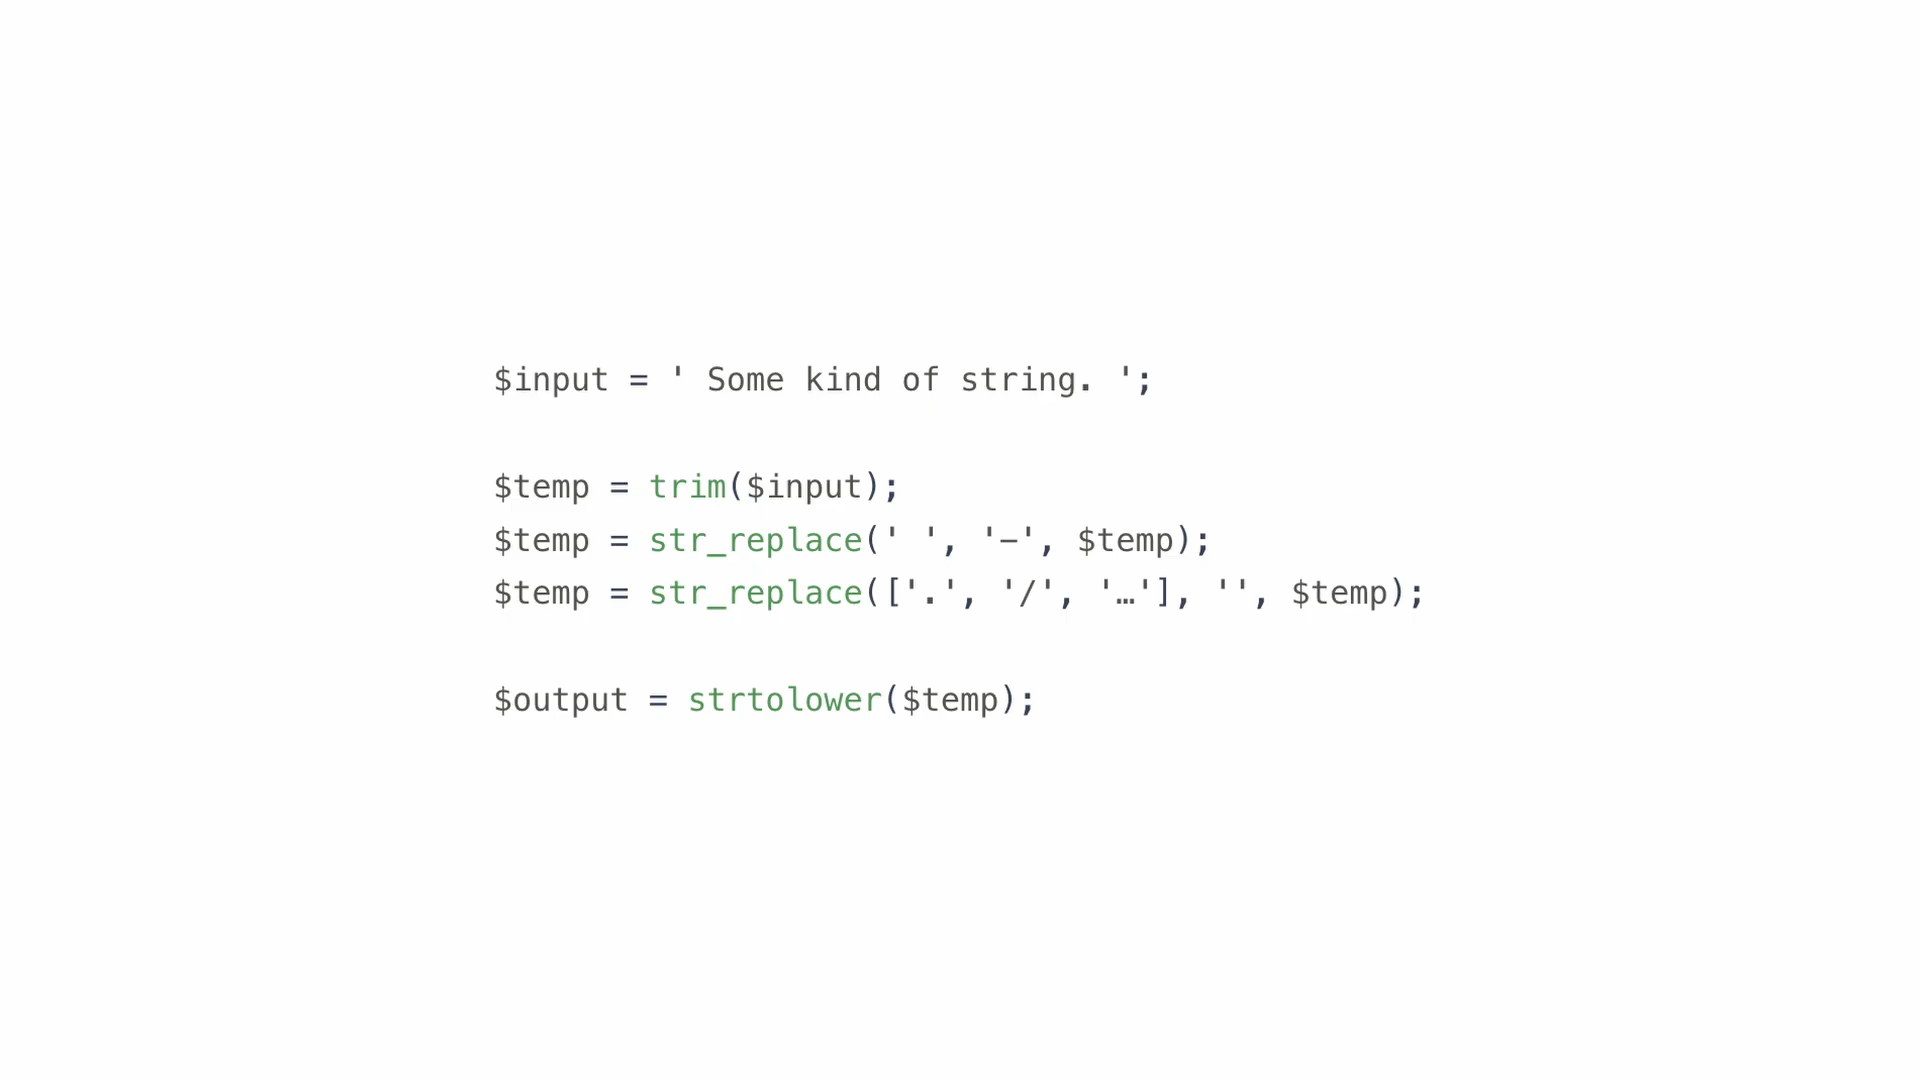 $input = ' Some kind of string. ';
$temp = trim($input);
$temp = str_replace(' ', '-', $temp);
$temp = str_replace(['.', '/', '…'], '', $temp);
$output = strtolower($temp);